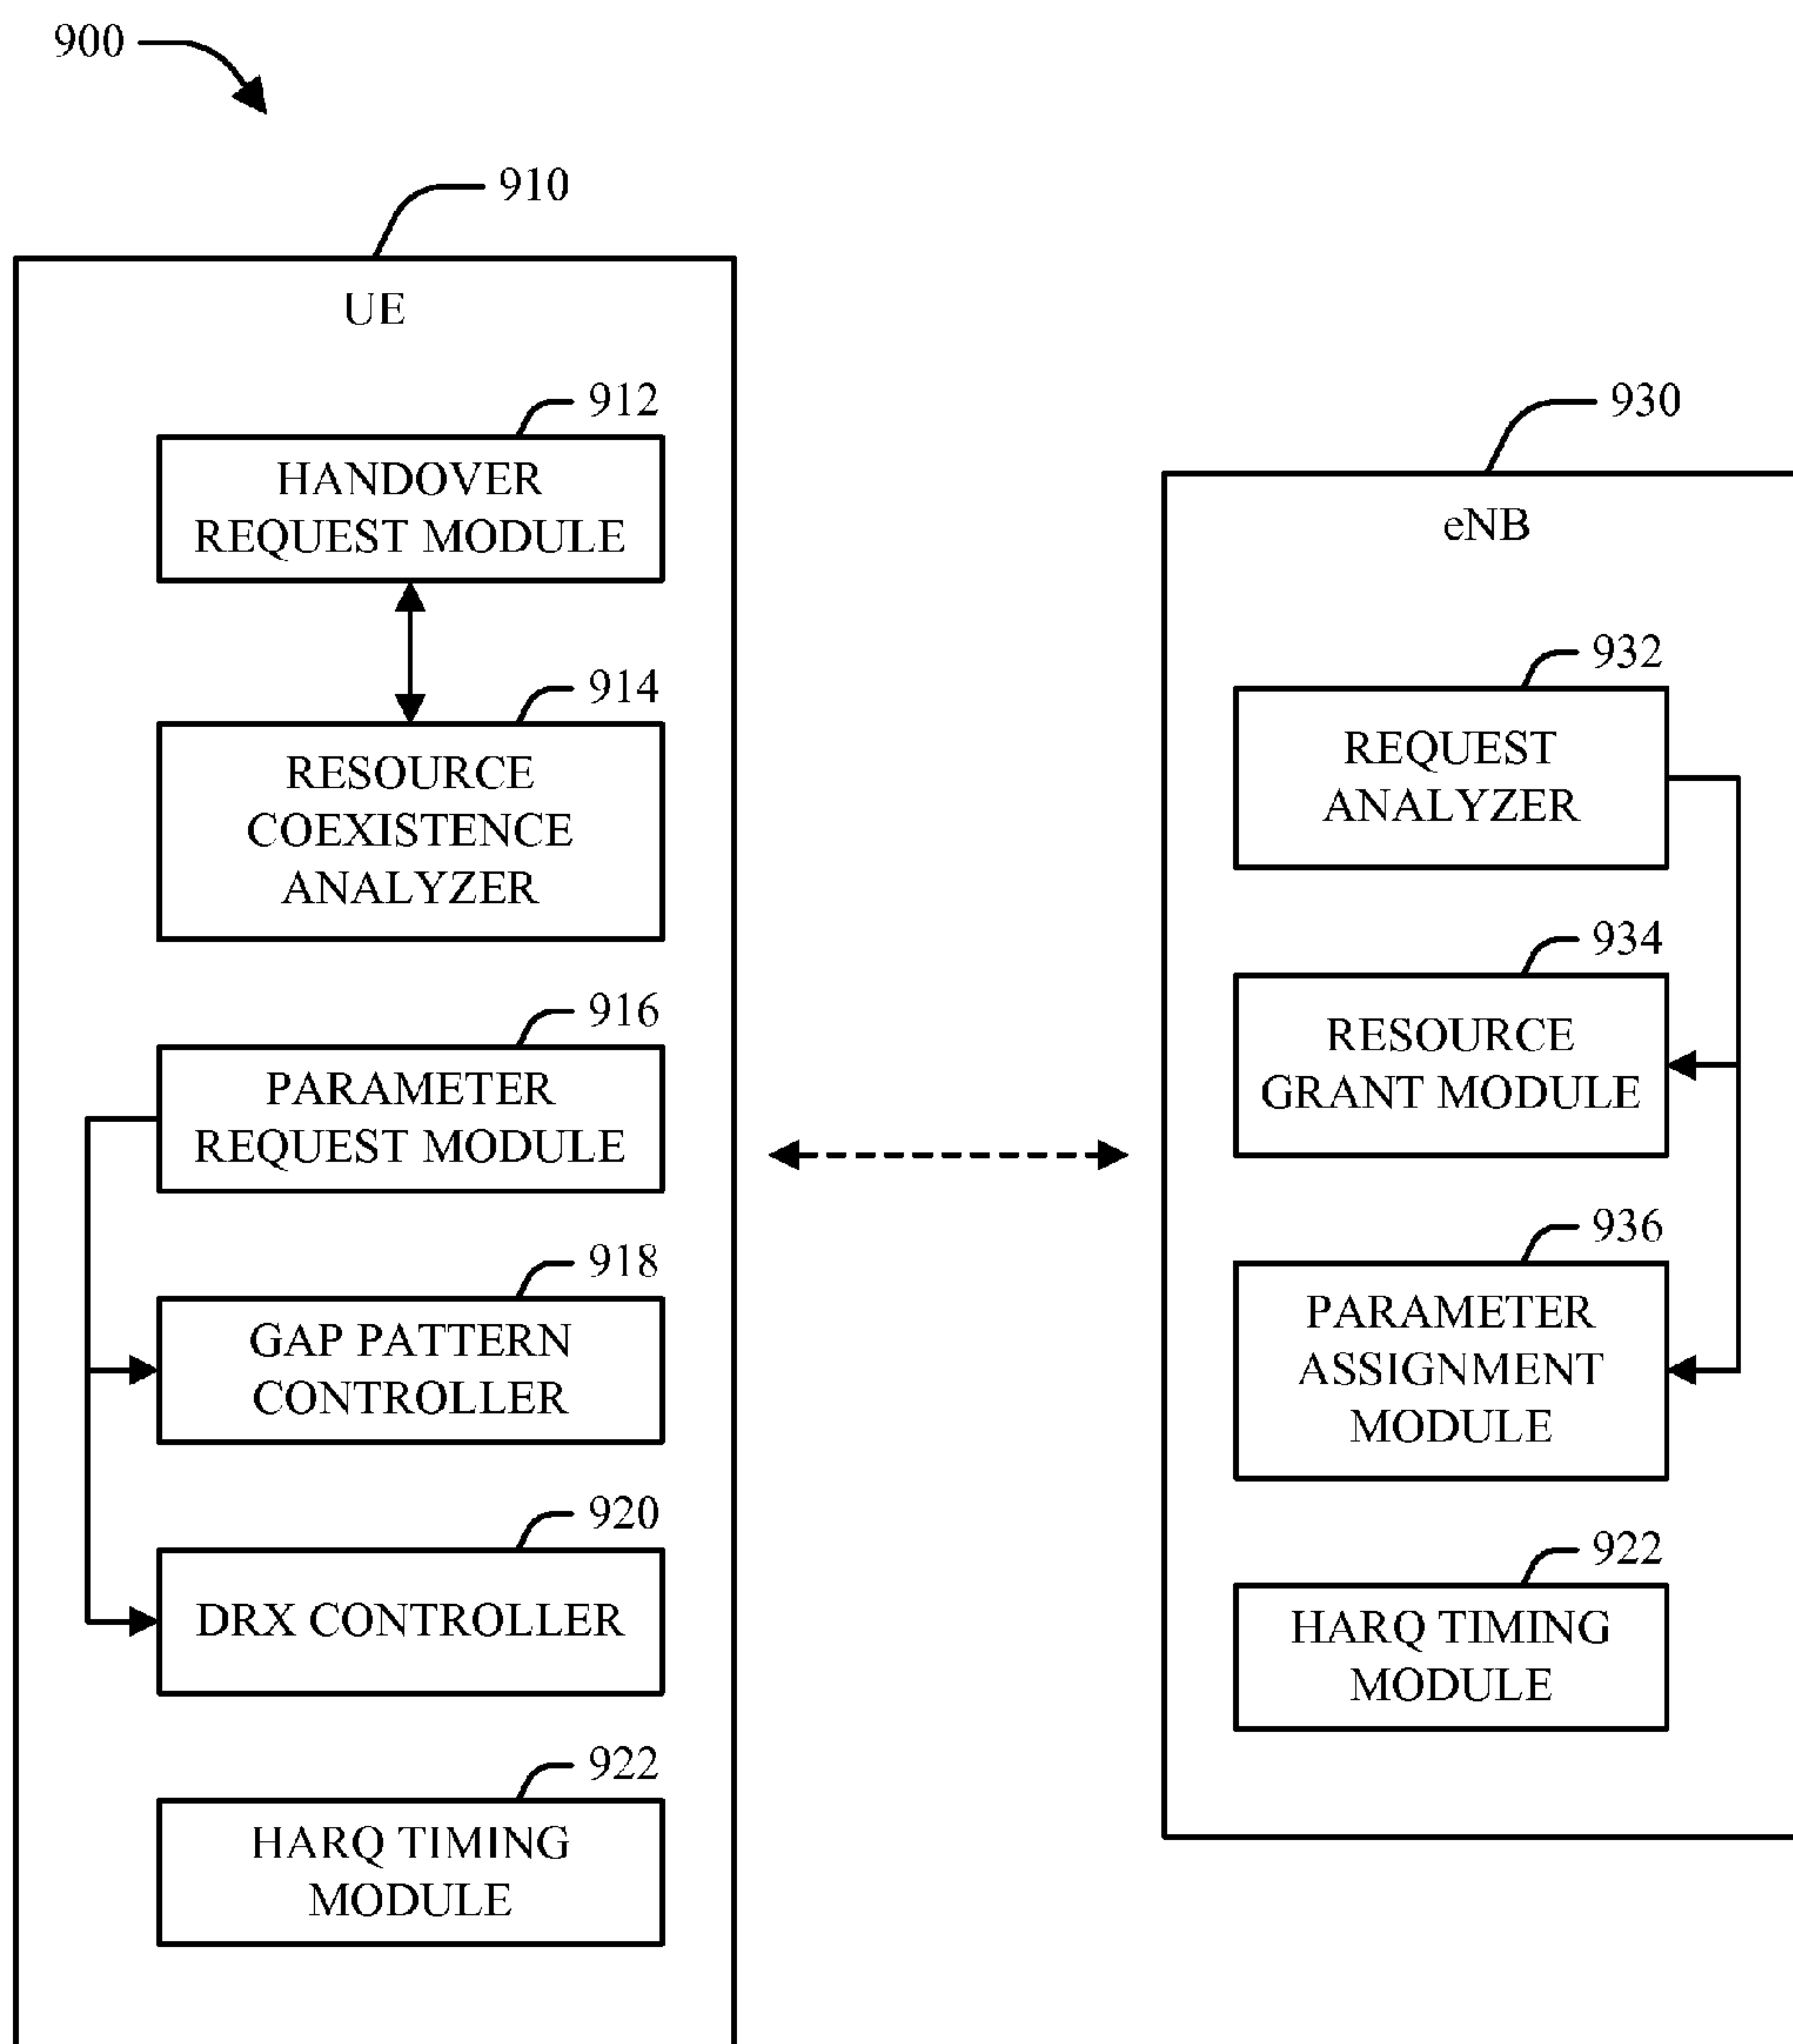 900
910
UE
912
HANDOVER
REQUEST MODULE
914
RESOURCE
COEXISTENCE
ANALYZER
916
PARAMETER
REQUEST MODULE
918
GAP PATTERN
CONTROLLER
920
DRX CONTROLLER
922
HARQ TIMING
MODULE
930
eNB
932
REQUEST
ANALYZER
934
RESOURCE
GRANT MODULE
936
PARAMETER
ASSIGNMENT
MODULE
922
HARQ TIMING
MODULE